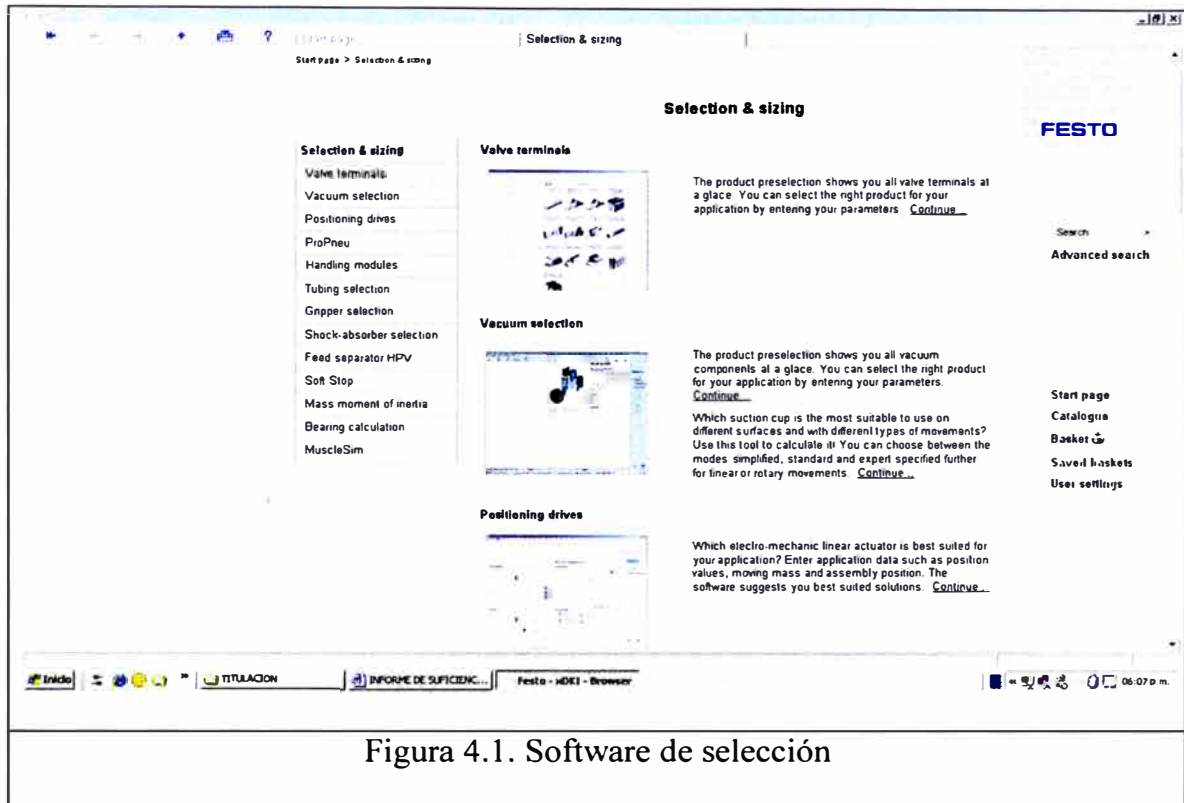 ?
Selection & sizing
Start page > Selection & sizing
Selection & sizing
FESTO
Selection & sizing
Valve terminals
Vacuum selection
Positioning drives
ProPneu
Handling modules
Tubing selection
Gripper selection
Shock-absorber selection
Feed separator HPV
Soft Stop
Mass moment of inertia
Bearing calculation
MuscleSim
Valve terminals
The product preselection shows you all valve terminals at
a glace. You can select the right product for your
application by entering your parameters. Continue...
Vacuum selection
The product preselection shows you all vacuum
components at a glace. You can select the right product
for your application by entering your parameters.
Continue...
Which suction cup is the most suitable to use on
different surfaces and with different types of movements?
Use this tool to calculate it! You can choose between the
modes simplified, standard and expert specified further
for linear or rotary movements. Continue...
Positioning drives
Which electro-mechanic linear actuator is best suited for
your application? Enter application data such as position
values, moving mass and assembly position. The
software suggests you best suited solutions. Continue...
Search
Advanced search
Start page
Catalogue
Basket
Saved baskets
User settings
Inicio
TITULACION
INFORME DE SUFICIENC...
Festo - xDKI - Browser
06:07 p.m.
Figura 4.1. Software de selección